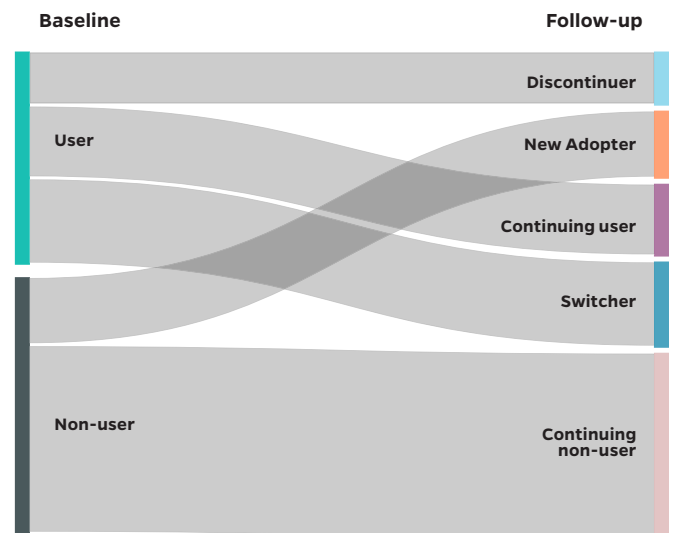 Baseline
Follow-up
Discontinuer
User
New Adopter
Continuing user
Switcher
Non-user
Continuing
non-user